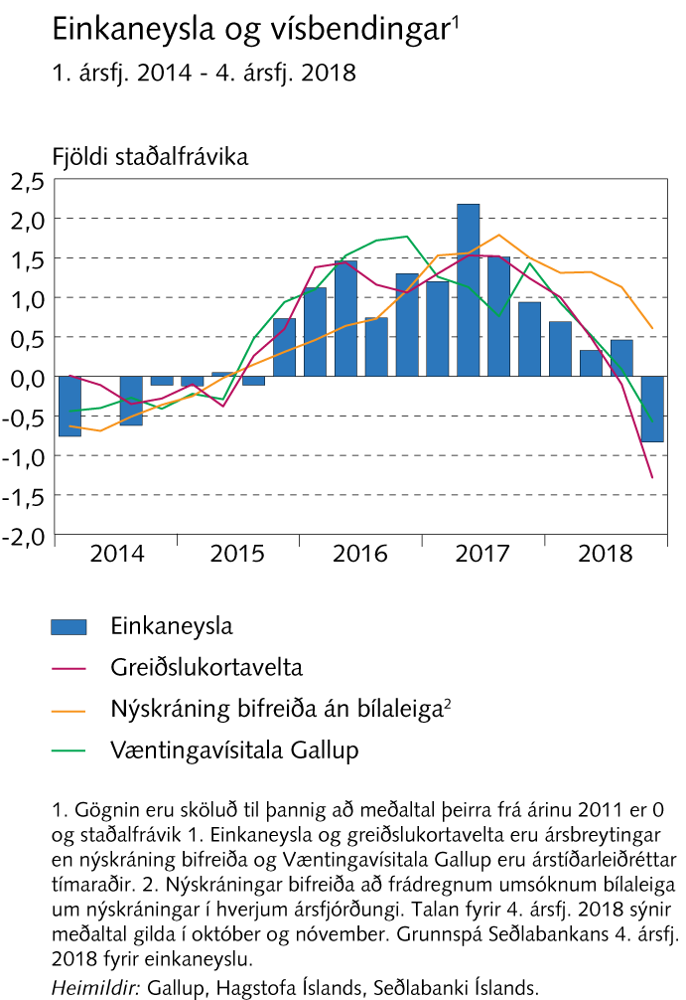 Einkaneysla og vísbendingar¹
1. ársfj. 2014 - 4. ársfj. 2018
Fjöldi staðalfrávika
2,5
2,0
1,5
1,0
0,5
0,0
-0,5
-1,0
-1,5
-2,0
2014 2015 2016 2017 2018
Einkaneysla
Greiðslukortavelta
Nýskráning bifreiða án bílaleiga²
Væntingavísitala Gallup
1. Gögnin eru sköluð til þannig að meðaltal þeirra frá árinu 2011 er 0
og staðalfrávik 1. Einkaneysla og greiðslukortavelta eru ársbreytingar
en nýskráning bifreiða og Væntingavísitala Gallup eru árstíðarleiðréttar
tímaraðir. 2. Nýskráningar bifreiða að frádregnum umsóknum bílaleiga
um nýskráningar í hverjum ársfjórðungi. Talan fyrir 4. ársfj. 2018 sýnir
meðaltal gilda í október og nóvember. Grunnspá Seðlabankans 4. ársfj.
2018 fyrir einkaneyslu.
Heimildir: Gallup, Hagstofa Íslands, Seðlabanki Íslands.